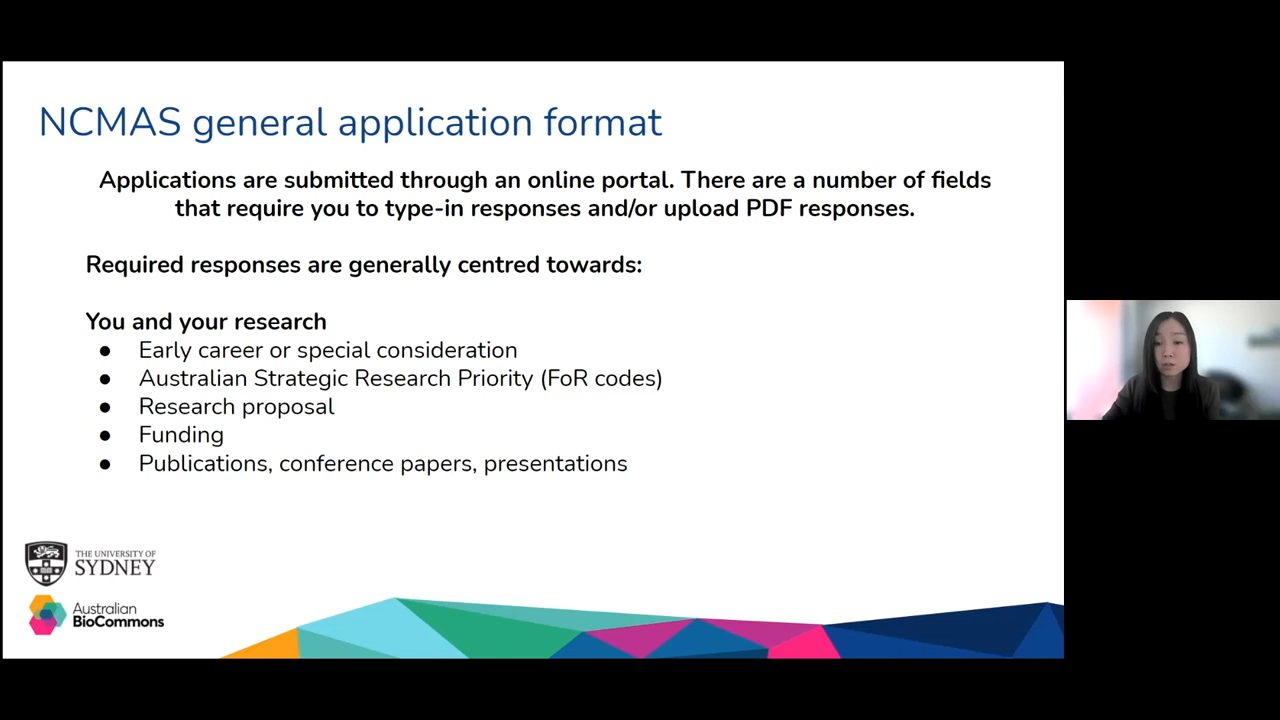 NCMAS general application format
Applications are submitted through an online portal. There are a number of fields
that require you to type-in responses and/or upload PDF responses.
Required responses are generally centred towards:
You and your research
● Early career or special consideration
● Australian Strategic Research Priority (FoR codes)
● Research proposal
● Funding
● Publications, conference papers, presentations
THE UNIVERSITY OF
SYDNEY
Australian
BioCommons